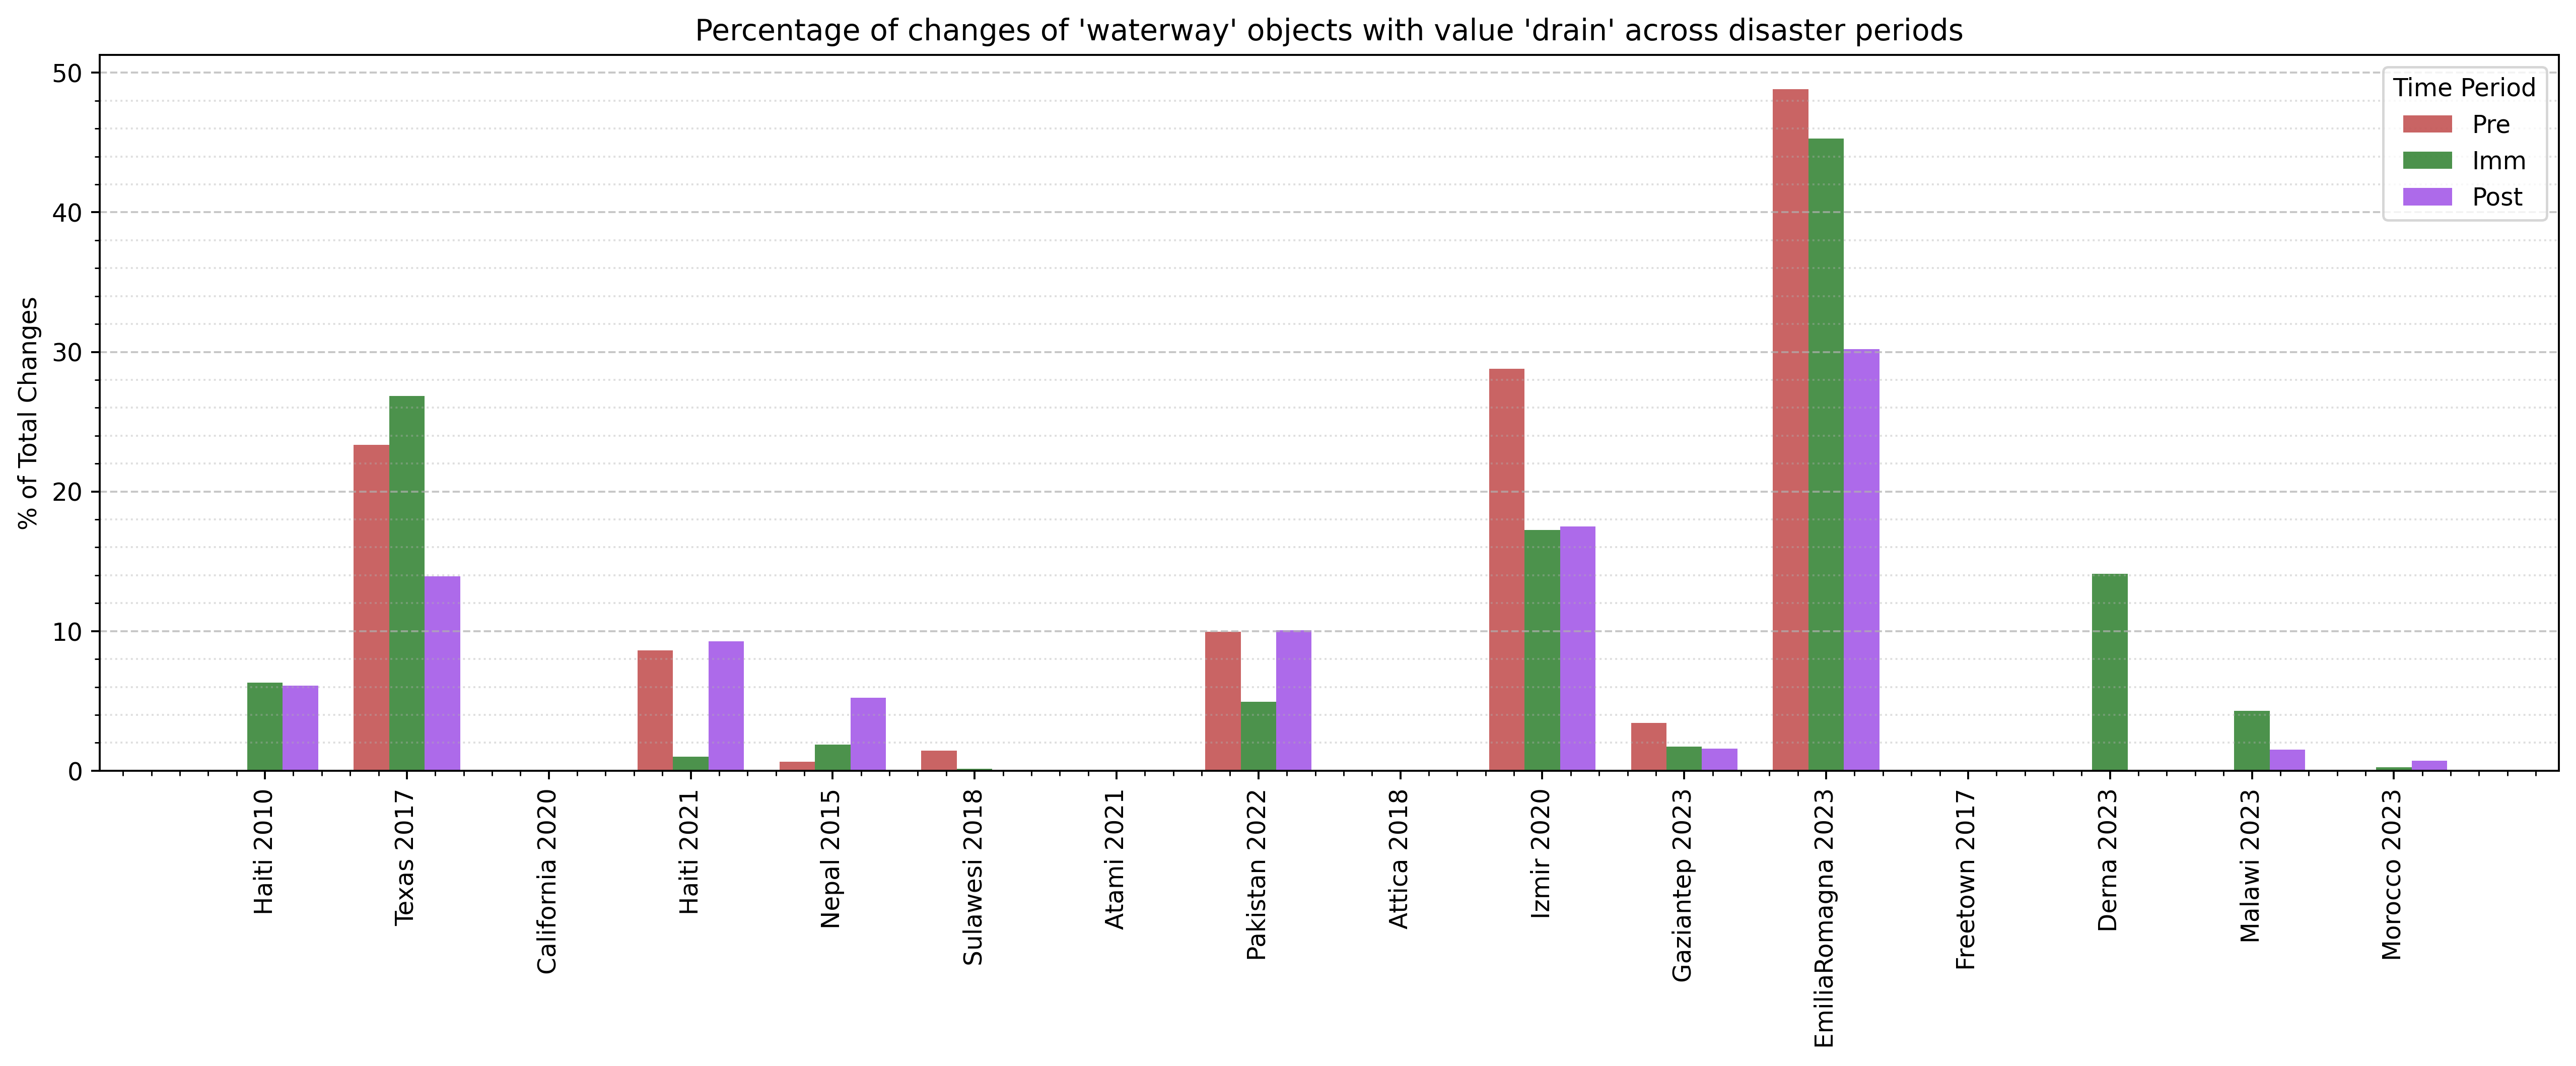 Percentage of changes of 'waterway' objects with value 'drain' across disaster periods
% of Total Changes
50
40
30
20
10
0
Time Period
Pre
Imm
Post
Haiti 2010
Texas 2017
California 2020
Haiti 2021
Nepal 2015
Sulawesi 2018
Atami 2021
Pakistan 2022
Attica 2018
Izmir 2020
Gaziantep 2023
EmiliaRomagna 2023
Freetown 2017
Derna 2023
Malawi 2023
Morocco 2023